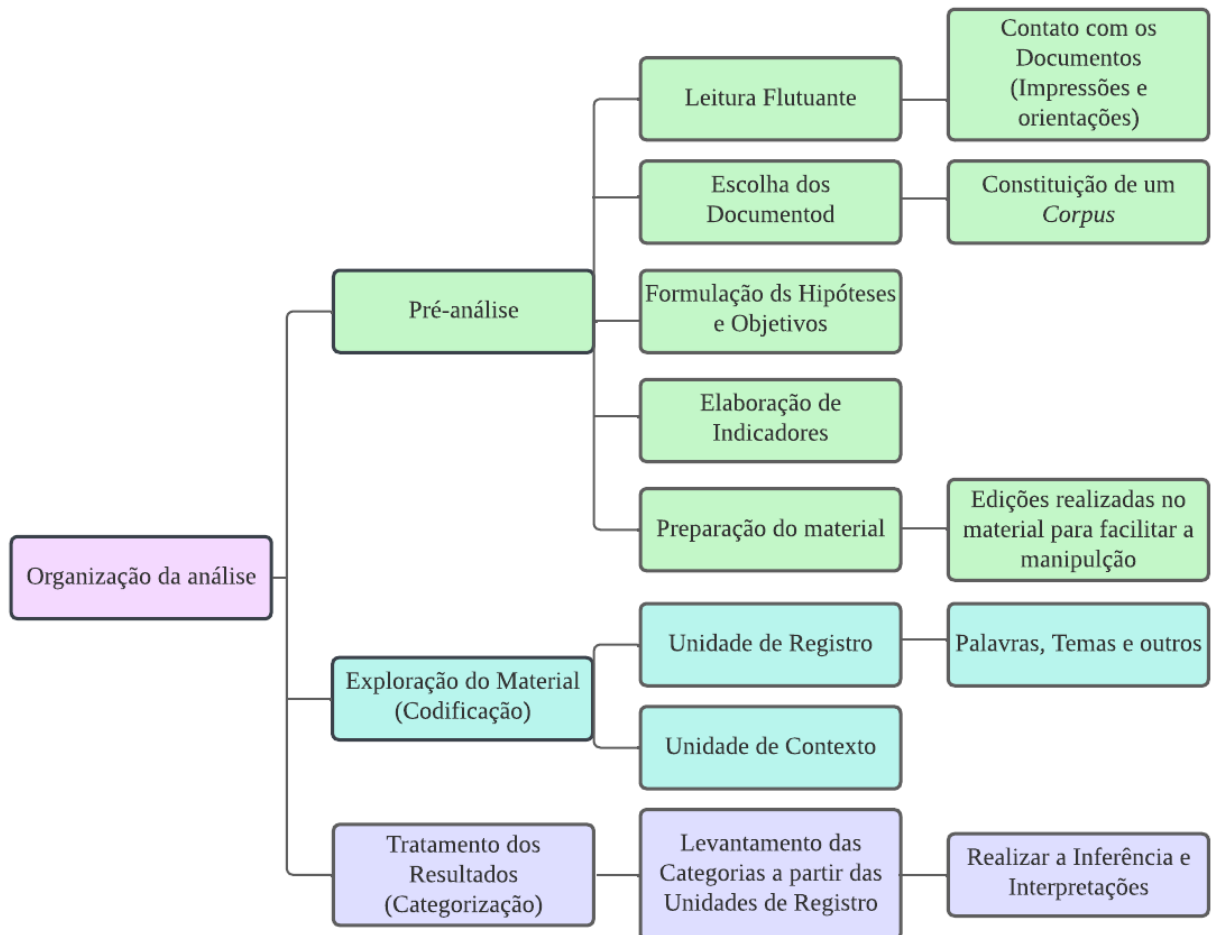 Organização da análise
Pré-análise
Leitura Flutuante
Contato com os
Documentos
(Impressões e
orientações)
Escolha dos
Documentod
Constituição de um
Corpus
Formulação ds Hipóteses
e Objetivos
Elaboração de
Indicadores
Preparação do material
Edições realizadas no
material para facilitar a
manipulção
Exploração do Material
(Codificação)
Unidade de Registro
Palavras, Temas e outros
Unidade de Contexto
Tratamento dos
Resultados
(Categorização)
Levantamento das
Categorias a partir das
Unidades de Registro
Realizar a Inferência e
Interpretações